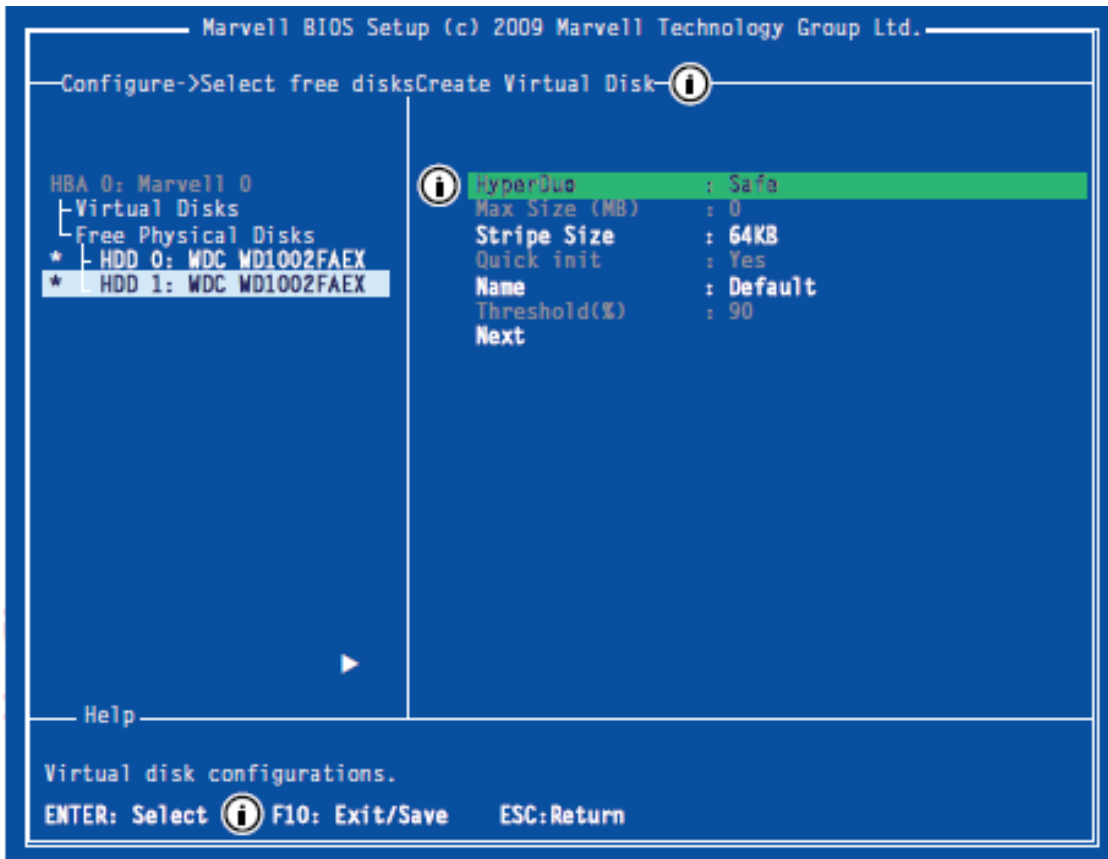 Marvell BIOS Setup (c) 2009 Marvell Technology Group Ltd.
Configure->Select free disksCreate Virtual Disk
HBA 0: Marvell 0
Virtual Disks
Free Physical Disks
* HDD 0: WDC WD1002FAEX
* HDD 1: WDC WD1002FAEX
HyperDuo : Safe
Max Size (MB) : 0
Stripe Size : 64KB
Quick init : Yes
Name : Default
Threshold(%) : 90
Next
Help
Virtual disk configurations.
ENTER: Select F10: Exit/Save ESC:Return